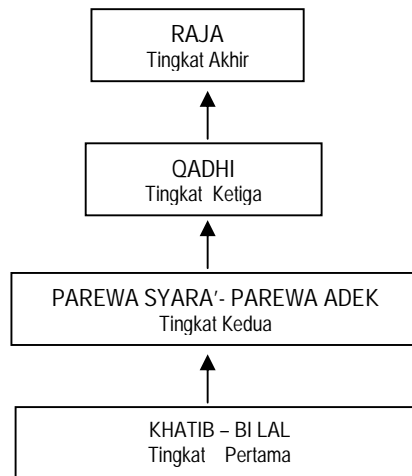 RAJA
Tingkat Akhir
QADHI
Tingkat Ketiga
PAREWA SYARA'- PAREWA ADEK
Tingkat Kedua
KHATIB – BI LAL
Tingkat Pertama